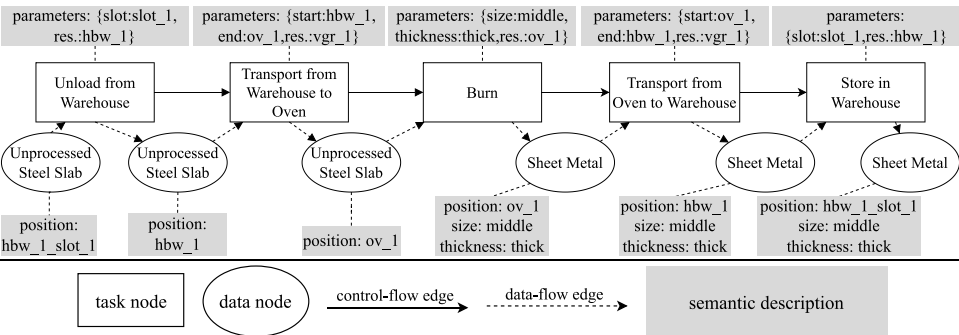 parameters: {slot:slot_1,
res.:hbw_1}
parameters: {start:hbw_1,
end:ov_1,res.:vgr_1}
parameters: {size:middle,
thickness:thick,res.:ov_1}
parameters: {start:ov_1,
end:hbw_1,res.:vgr_1}
parameters:
{slot:slot_1,res.:hbw_1}
Unload from
Warehouse
Transport from
Warehouse to
Oven
Burn
Transport from
Oven to Warehouse
Store in
Warehouse
Unprocessed
Steel Slab
Unprocessed
Steel Slab
Unprocessed
Steel Slab
Sheet Metal
Sheet Metal
Sheet Metal
position:
hbw_1_slot_1
position:
hbw_1
position: ov_1
position: ov_1
size: middle
thickness: thick
position: hbw_1
size: middle
thickness: thick
position: hbw_1_slot_1
size: middle
thickness: thick
task node
data node
control-flow edge
data-flow edge
semantic description